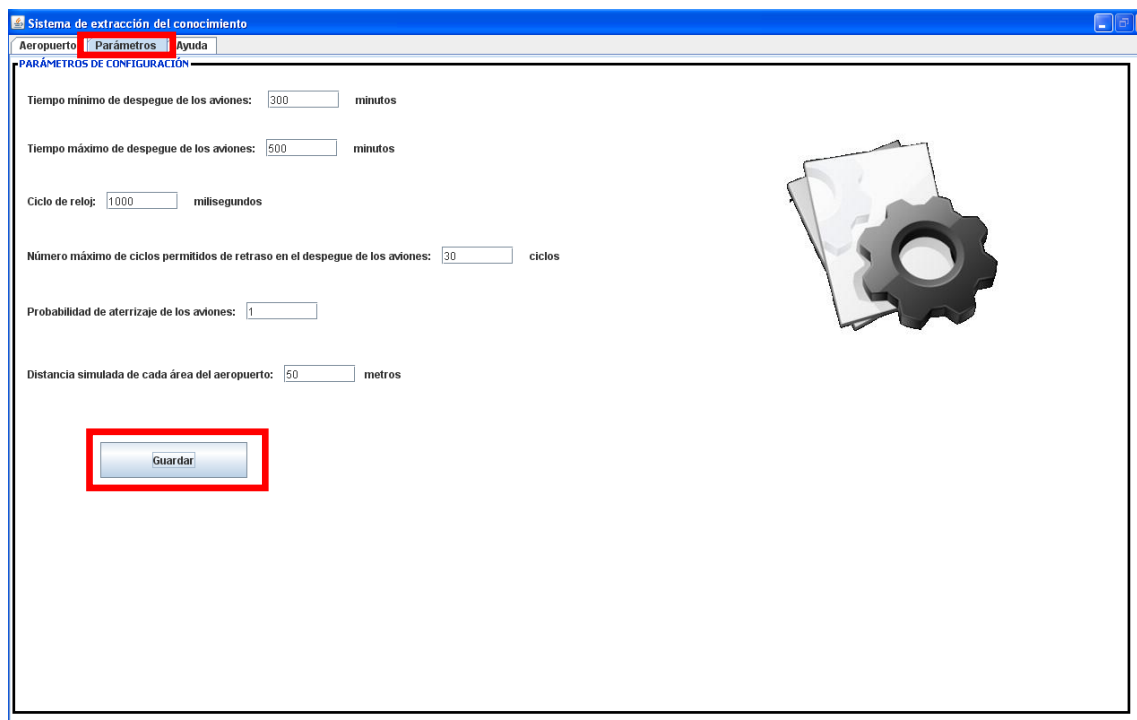 Sistema de extracción del conocimiento
Aeropuerto Parámetros Ayuda
PARÁMETROS DE CONFIGURACIÓN
Tiempo mínimo de despegue de los aviones: 300 minutos
Tiempo máximo de despegue de los aviones: 500 minutos
Ciclo de reloj: 1000 milisegundos
Número máximo de ciclos permitidos de retraso en el despegue de los aviones: 30 ciclos
Probabilidad de aterrizaje de los aviones: 1
Distancia simulada de cada área del aeropuerto: 50 metros
Guardar